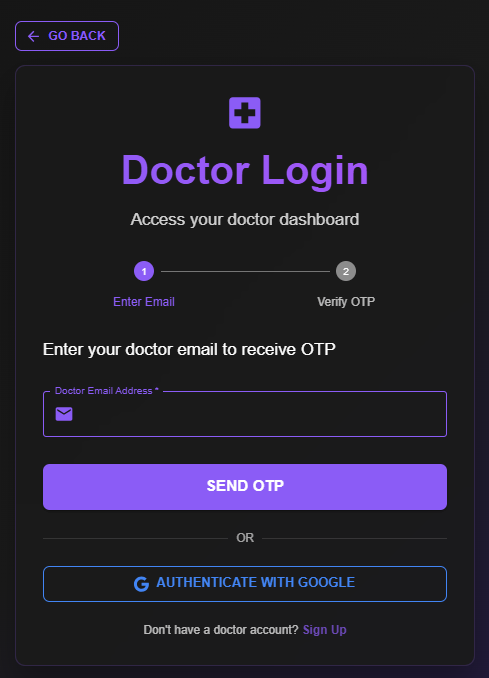 GO BACK
Doctor Login
Access your doctor dashboard
1 2
Enter Email Verify OTP
Enter your doctor email to receive OTP
Doctor Email Address *
SEND OTP
OR
AUTHENTICATE WITH GOOGLE
Don't have a doctor account? Sign Up